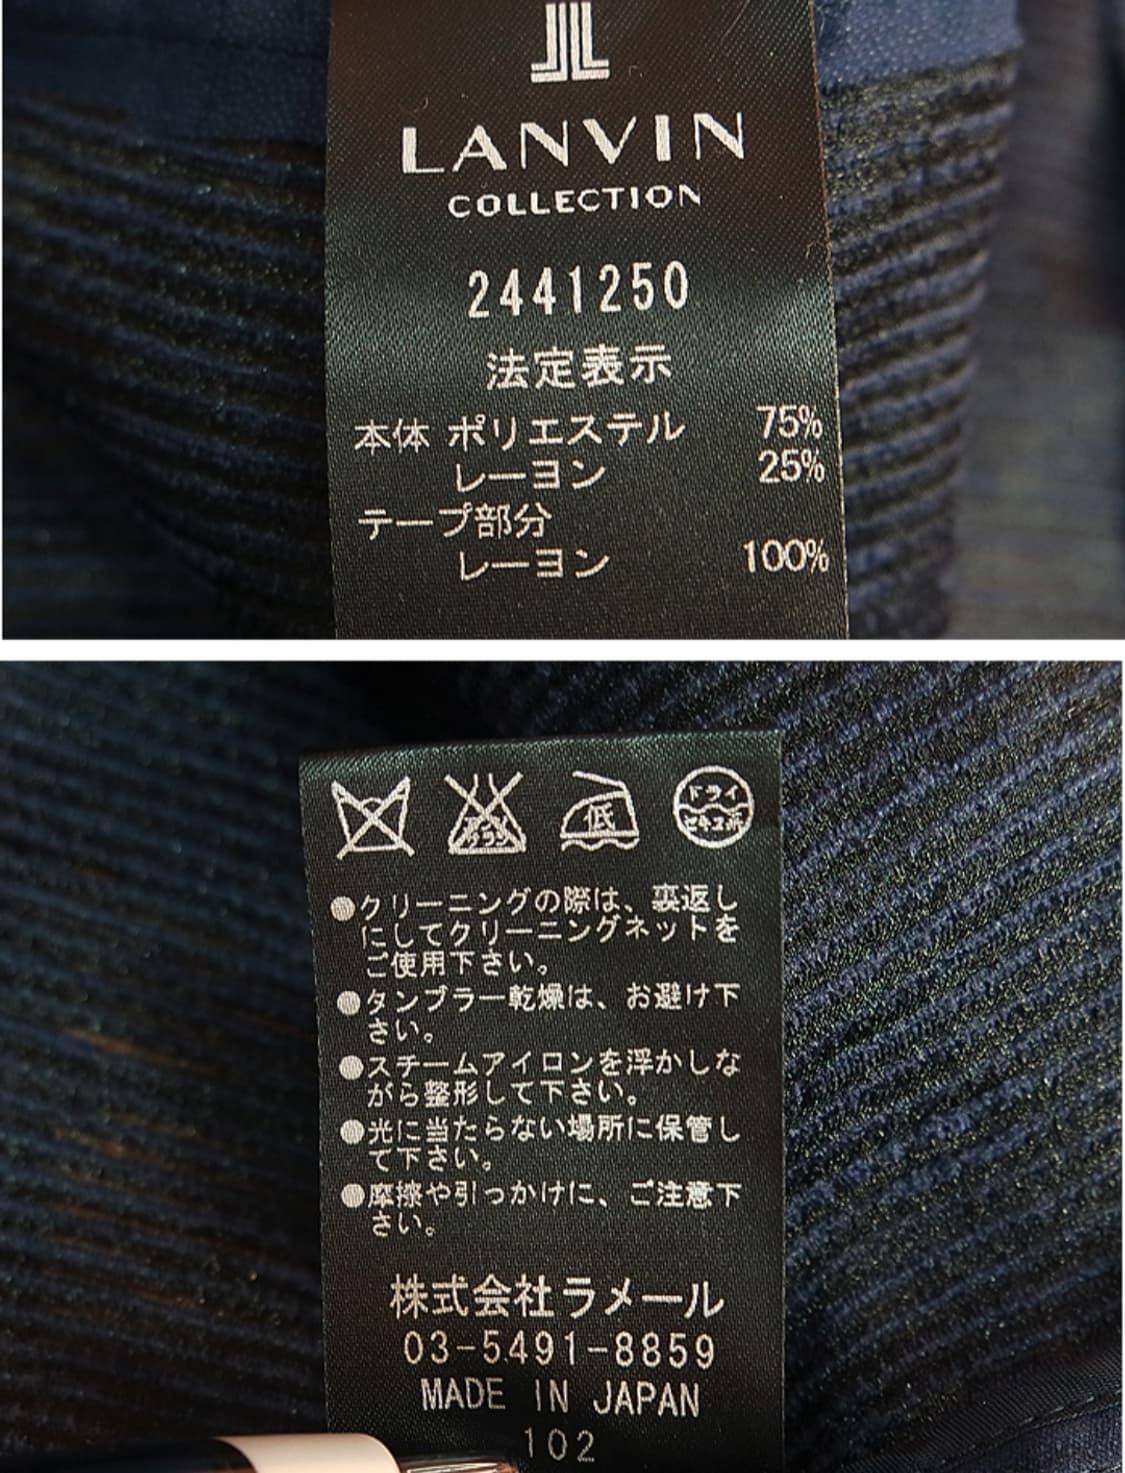 LANVIN
COLLECTION
2441250
法定表示
本体 ポリエステル 75%
レーヨン 25%
テープ部分
レーヨン 100%
エンソ
サラシ
低
ドライ
セキユ系
●クリーニングの際は、裏返し
にしてクリーニングネットを
ご使用下さい。
●タンブラー乾燥は、お避け下
さい。
●スチームアイロンを浮かしな
がら整形して下さい。
●光に当たらない場所に保管し
て下さい。
●摩擦や引っかけに、ご注意下
さい。
株式会社ラメール
03-5491-8859
MADE IN JAPAN
102